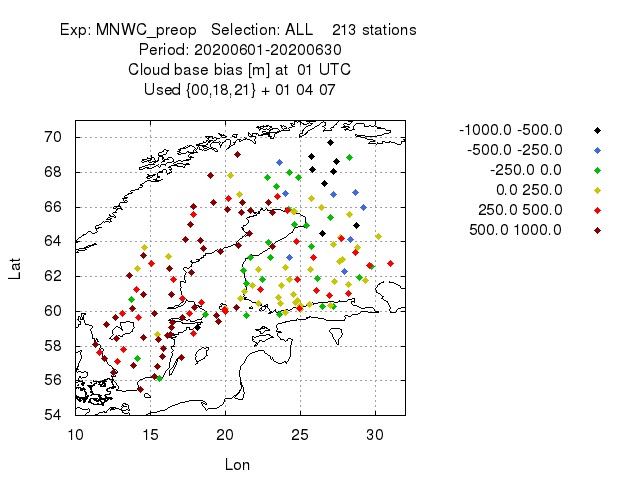 Exp: MNWC_preop   Selection: ALL    213 stations
Period: 20200601-20200630
Cloud base bias [m] at  01 UTC
Used {00,18,21} + 01 04 07
-1000.0 -500.0
-500.0 -250.0
-250.0 0.0
0.0 250.0
250.0 500.0
500.0 1000.0
Lat
70
68
66
64
62
60
58
56
54
10 15 20 25 30
Lon